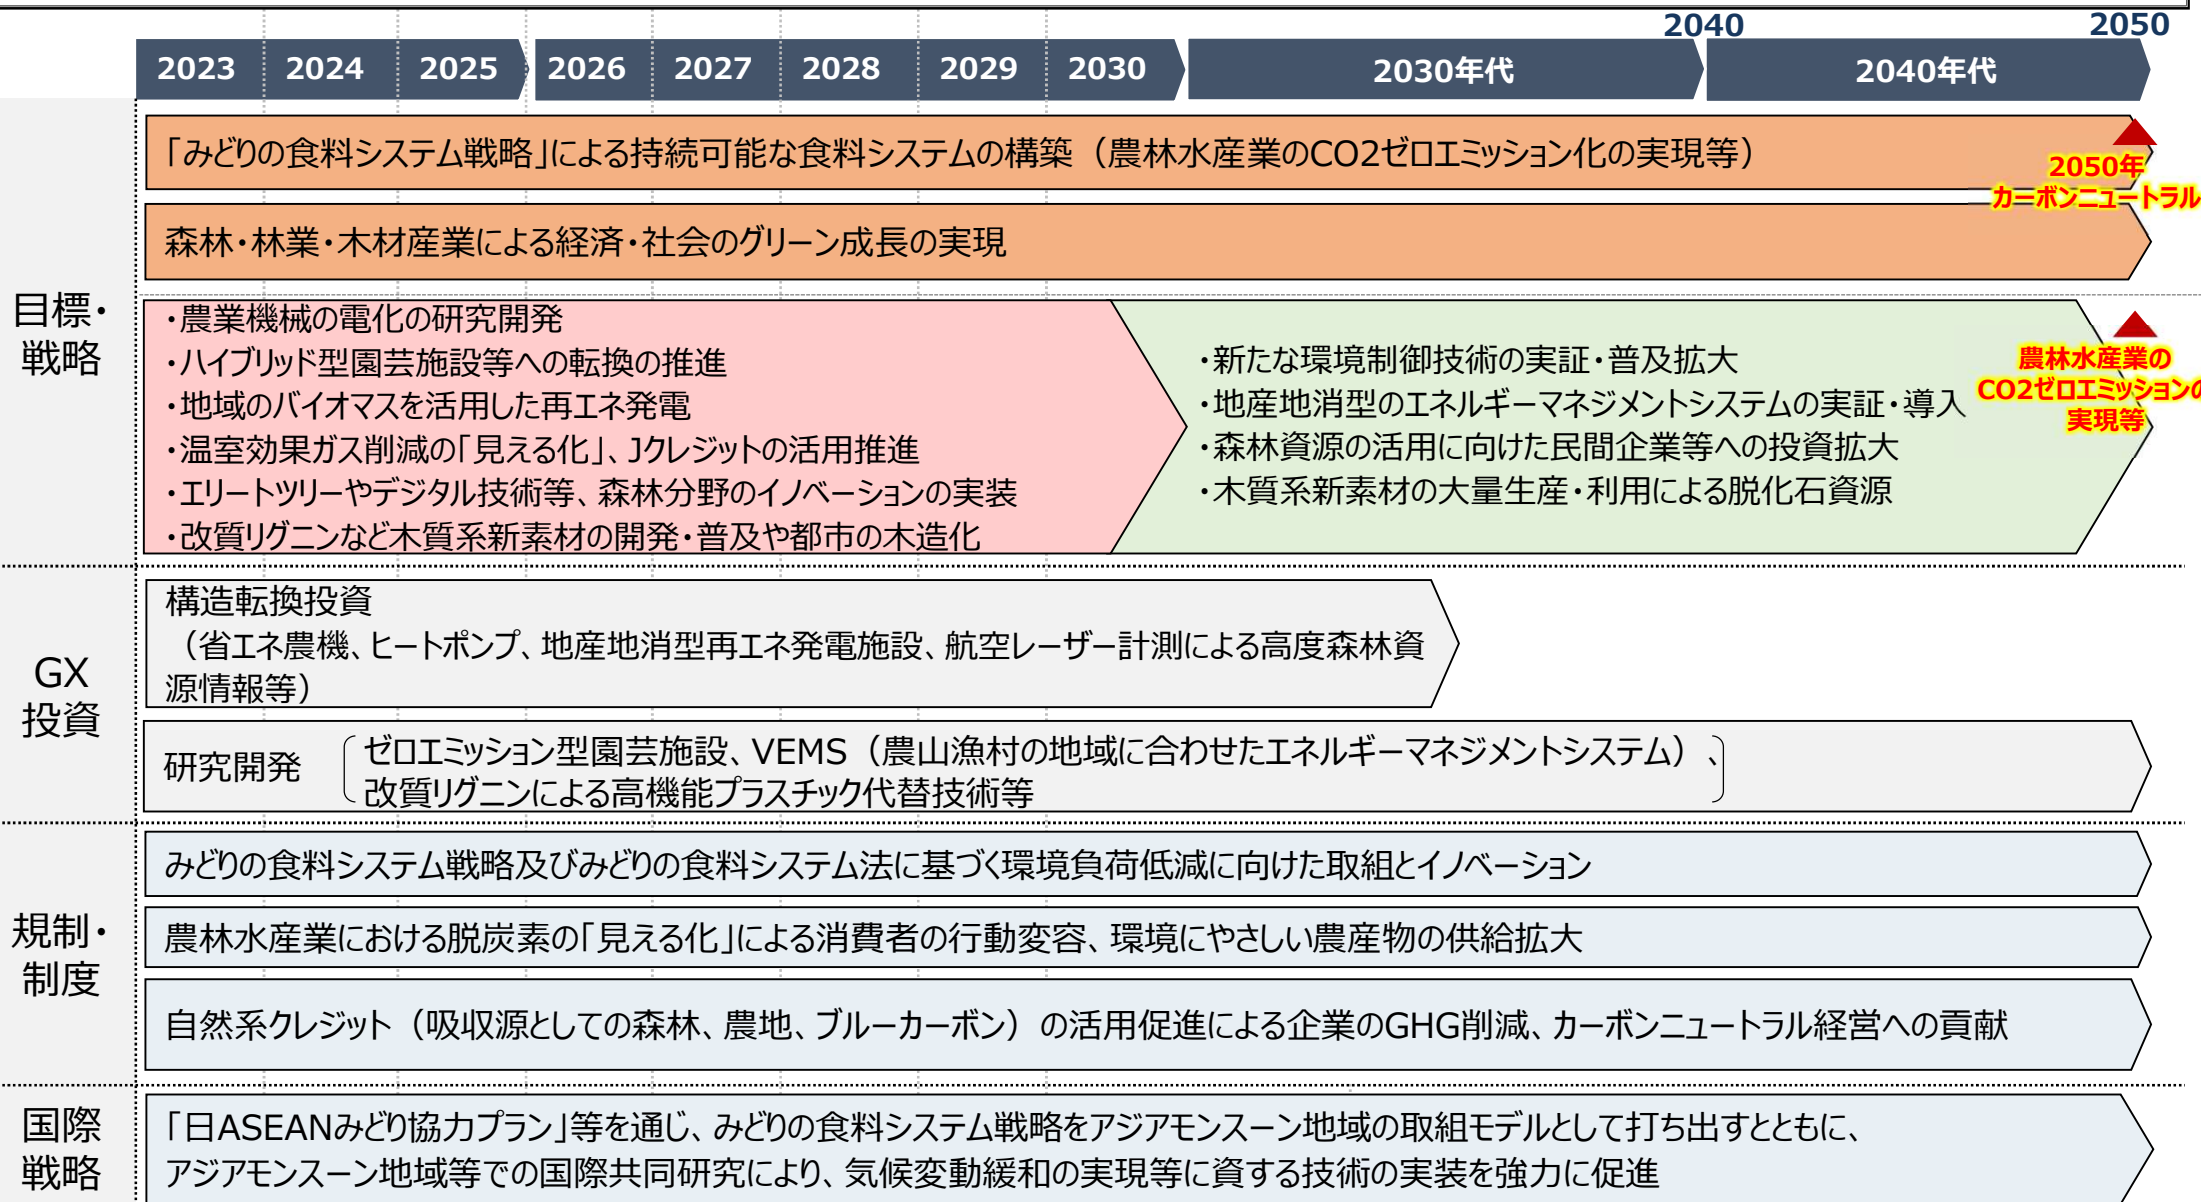 2040
2050
2023
2024
2025
2026
2027
2028
2029
2030
2030年代
2040年代
目標・
戦略
「みどりの食料システム戦略」による持続可能な食料システムの構築（農林水産業のCO2ゼロエミッション化の実現等）
2050年
カーボンニュートラル
森林・林業・木材産業による経済・社会のグリーン成長の実現
・農業機械の電化の研究開発
・ハイブリッド型園芸施設等への転換の推進
・地域のバイオマスを活用した再エネ発電
・温室効果ガス削減の「見える化」、Jクレジットの活用推進
・エリートツリーやデジタル技術等、森林分野のイノベーションの実装
・改質リグニンなど木質系新素材の開発・普及や都市の木造化
・新たな環境制御技術の実証・普及拡大
・地産地消型のエネルギーマネジメントシステムの実証・導入
・森林資源の活用に向けた民間企業等への投資拡大
・木質系新素材の大量生産・利用による脱化石資源
農林水産業の
CO2ゼロエミッションの
実現等
GX
投資
構造転換投資
（省エネ農機、ヒートポンプ、地産地消型再エネ発電施設、航空レーザー計測による高度森林資
源情報等）
研究開発
ゼロエミッション型園芸施設、VEMS（農山漁村の地域に合わせたエネルギーマネジメントシステム）、
改質リグニンによる高機能プラスチック代替技術等
規制・
制度
みどりの食料システム戦略及びみどりの食料システム法に基づく環境負荷低減に向けた取組とイノベーション
農林水産業における脱炭素の「見える化」による消費者の行動変容、環境にやさしい農産物の供給拡大
自然系クレジット（吸収源としての森林、農地、ブルーカーボン）の活用促進による企業のGHG削減、カーボンニュートラル経営への貢献
国際
戦略
「日ASEANみどり協力プラン」等を通じ、みどりの食料システム戦略をアジアモンスーン地域の取組モデルとして打ち出すとともに、
アジアモンスーン地域等での国際共同研究により、気候変動緩和の実現等に資する技術の実装を強力に促進